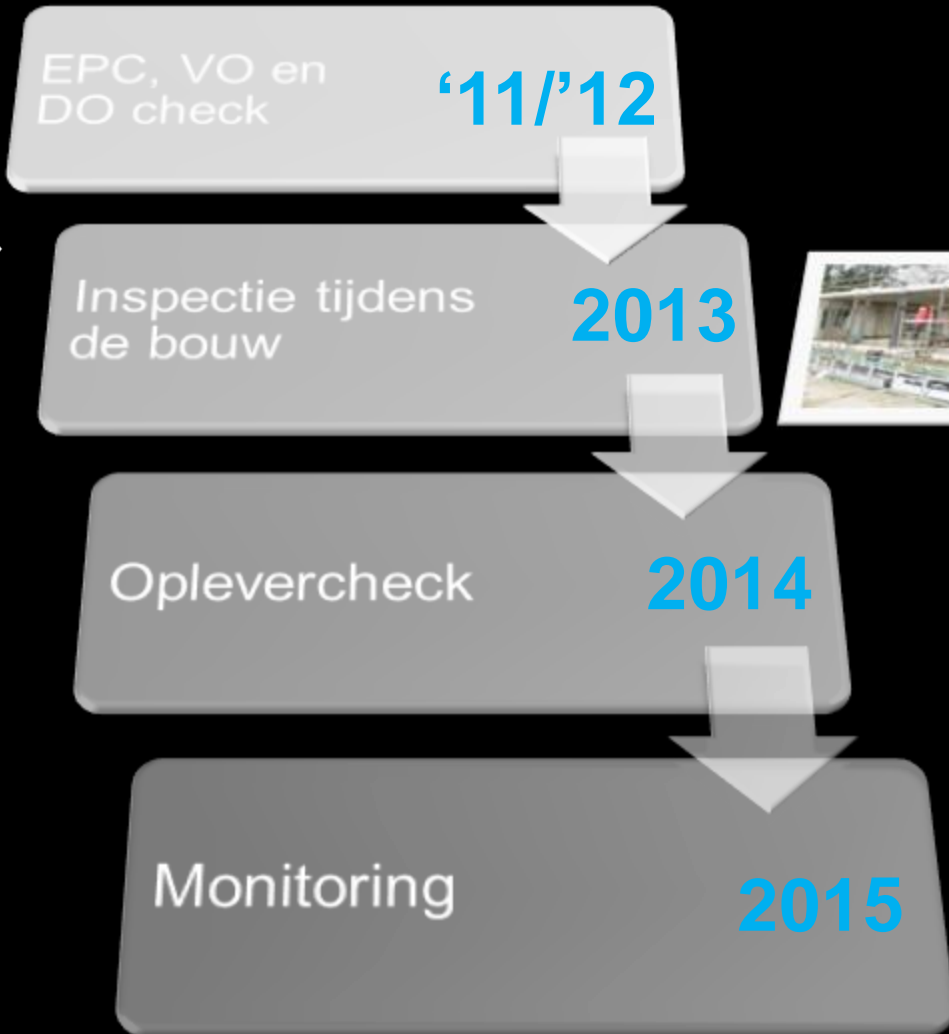 EPC, VO en
DO check
‘11/’12
Inspectie tijdens
de bouw
2013
Oplevercheck
2014
Monitoring
2015